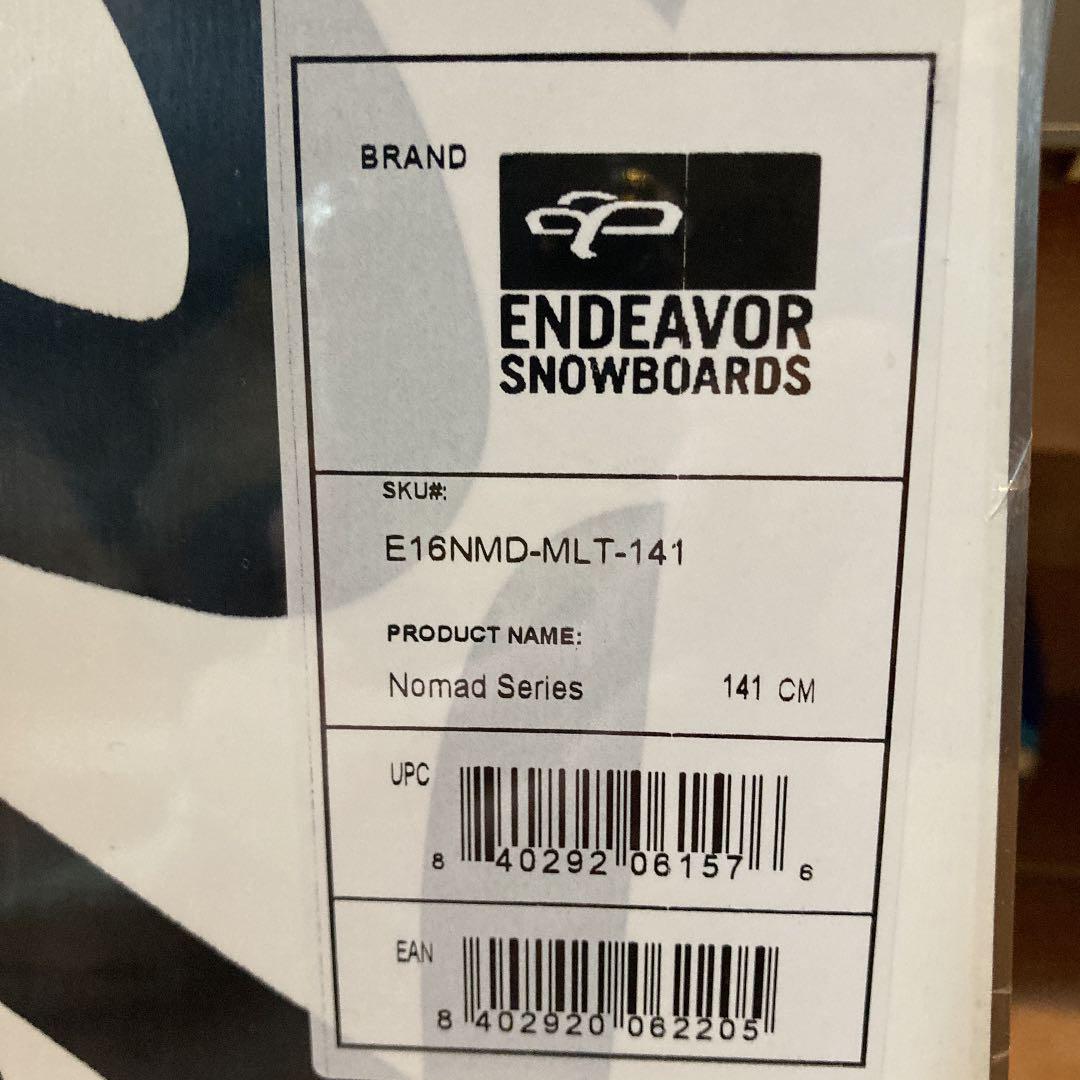 BRAND
ENDEAVOR
SNOWBOARDS
SKU#:
E16NMD-MLT-141
PRODUCT NAME:
Nomad Series 141 CM
UPC
8 40292 06157 6
EAN
8 402920 062205